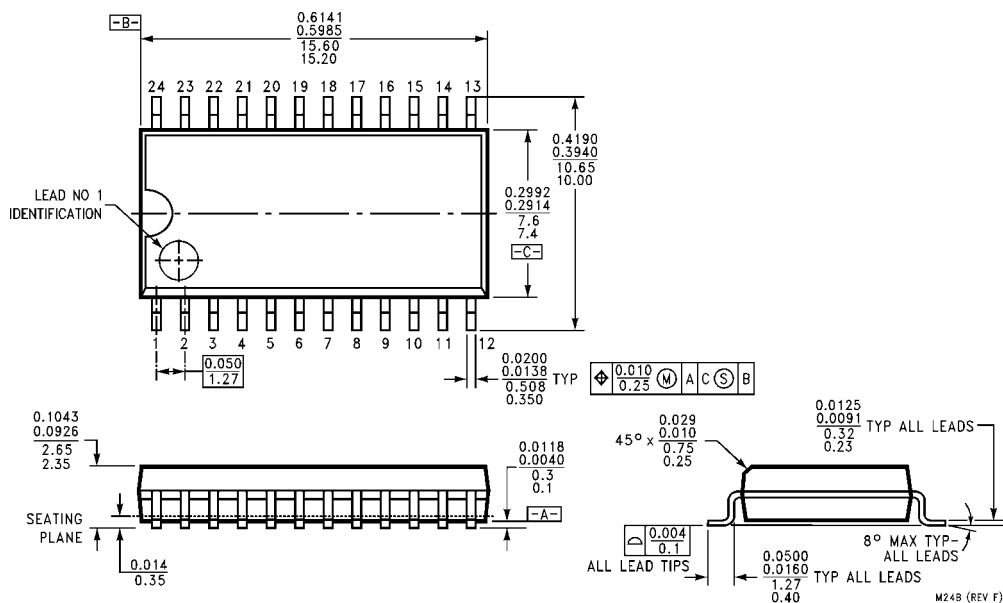 -B-
0.6141
0.5985
15.60
15.20
24 23 22 21 20 19 18 17 16 15 14 13
0.4190
0.3940
10.65
10.00
LEAD NO 1
IDENTIFICATION
0.2992
0.2914
7.6
7.4
-C-
1 2 3 4 5 6 7 8 9 10 11 12
0.050
1.27
0.0200
0.0138 TYP
0.508
0.350
⌖ 0.010 Ⓜ A C Ⓢ B
0.25
0.1043
0.0926
2.65
2.35
0.0118
0.0040
0.3
0.1
-A-
SEATING
PLANE
0.014
0.35
45° x
0.029
0.010
0.75
0.25
0.0125
0.0091 TYP ALL LEADS
0.32
0.23
0.004
0.1
ALL LEAD TIPS
8° MAX TYP-
ALL LEADS
0.0500
0.0160 TYP ALL LEADS
1.27
0.40
M24B (REV F)